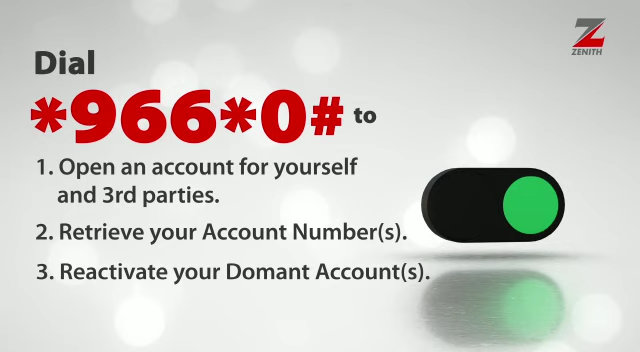 ZENITH
Dial
*966*0# to
1. Open an account for yourself
and 3rd parties.
2. Retrieve your Account Number(s).
3. Reactivate your Domant Account(s).